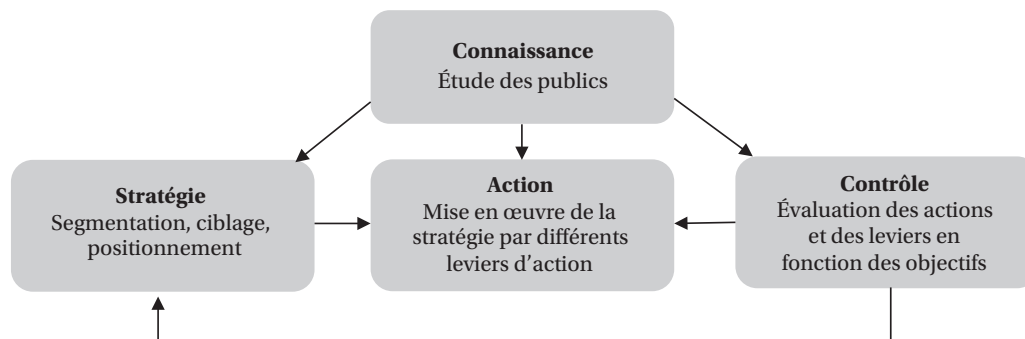 Connaissance
Étude des publics
Stratégie
Segmentation, ciblage,
positionnement
Action
Mise en œuvre de la
stratégie par différents
leviers d’action
Contrôle
Évaluation des actions
et des leviers en
fonction des objectifs